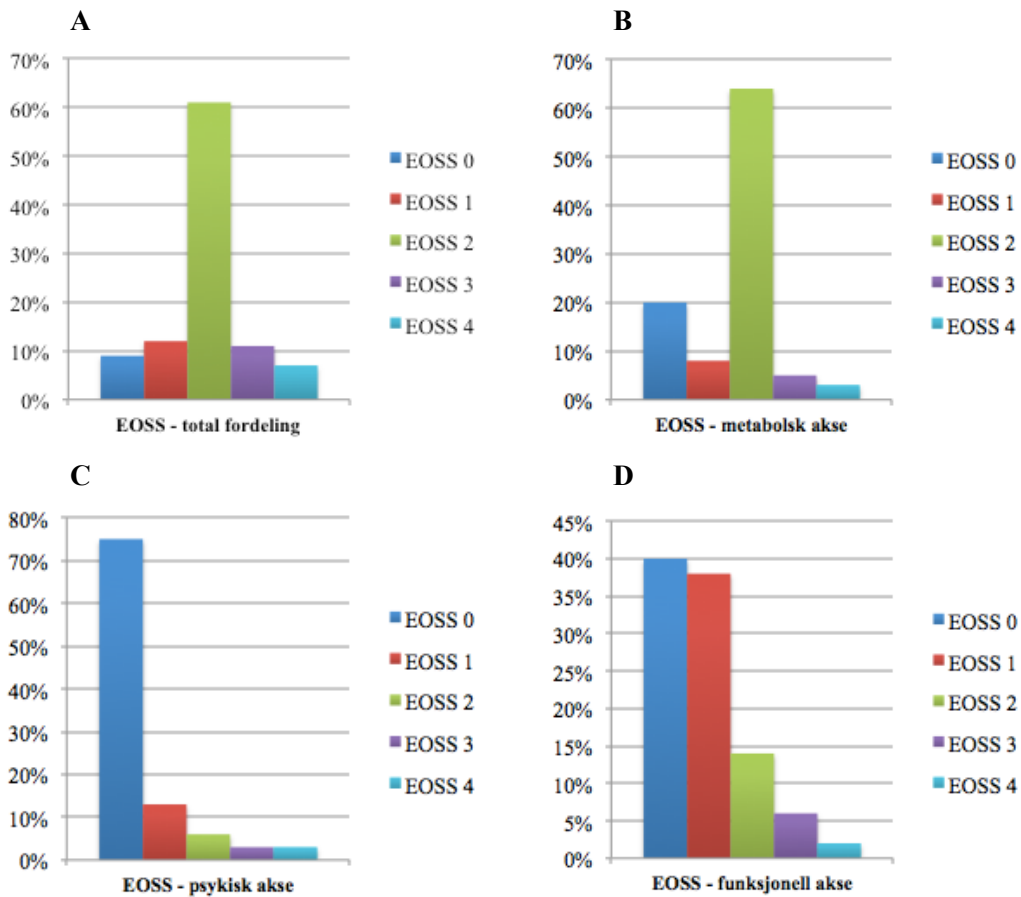 A
70%
60%
50%
40%
30%
20%
10%
0%
EOSS 0
EOSS 1
EOSS 2
EOSS 3
EOSS 4
EOSS - total fordeling
B
70%
60%
50%
40%
30%
20%
10%
0%
EOSS 0
EOSS 1
EOSS 2
EOSS 3
EOSS 4
EOSS - metabolsk akse
C
80%
70%
60%
50%
40%
30%
20%
10%
0%
EOSS 0
EOSS 1
EOSS 2
EOSS 3
EOSS 4
EOSS - psykisk akse
D
45%
40%
35%
30%
25%
20%
15%
10%
5%
0%
EOSS 0
EOSS 1
EOSS 2
EOSS 3
EOSS 4
EOSS - funksjonell akse